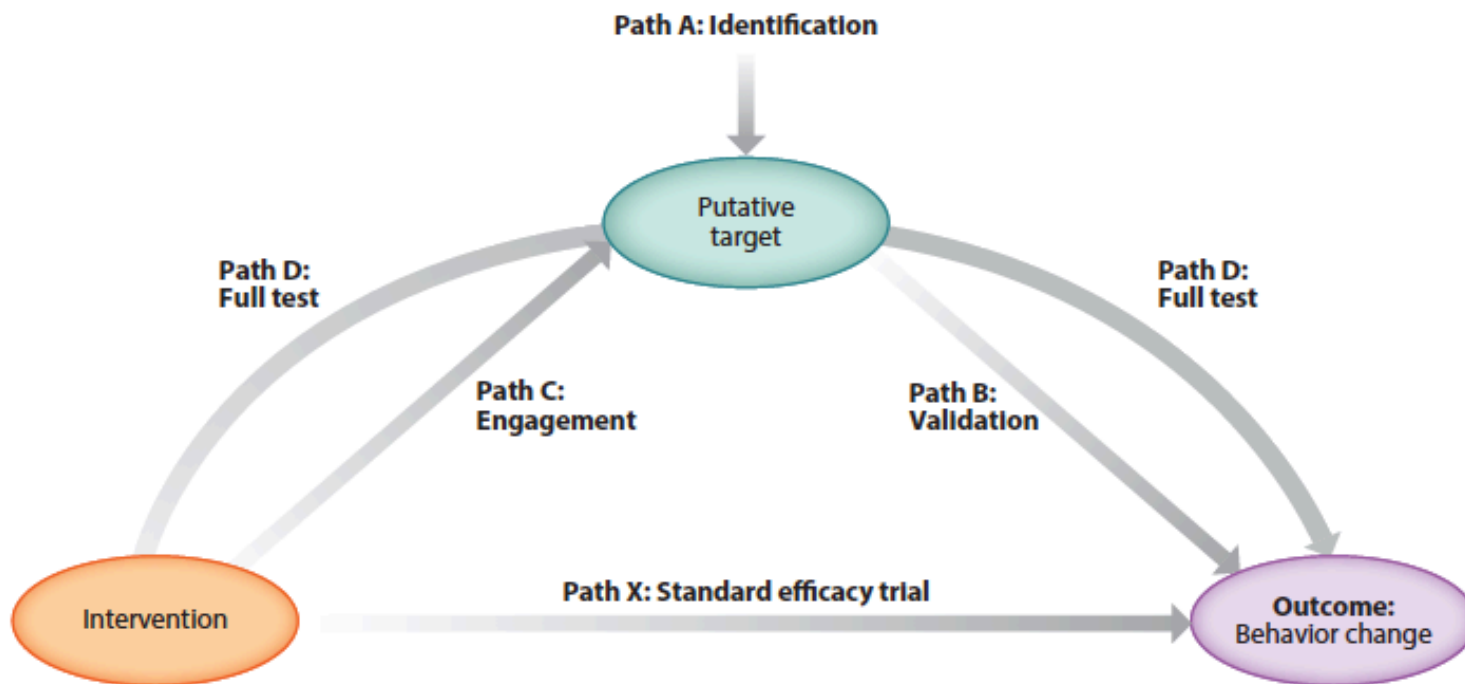 Path A: Identification
Putative
target
Path D:
Full test
Path D:
Full test
Path C:
Engagement
Path B:
Validation
Path X: Standard efficacy trial
Intervention
Outcome:
Behavior change